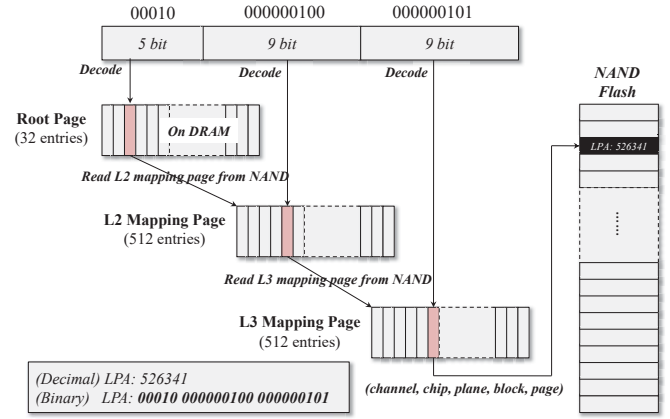 00010 000000100 000000101
5 bit 9 bit 9 bit
Decode Decode Decode
NAND
Flash
Root Page
(32 entries)
On DRAM
LPA: 526341
Read L2 mapping page from NAND
L2 Mapping Page
(512 entries)
......
Read L3 mapping page from NAND
L3 Mapping Page
(512 entries)
(channel, chip, plane, block, page)
(Decimal) LPA: 526341
(Binary) LPA: 00010 000000100 000000101